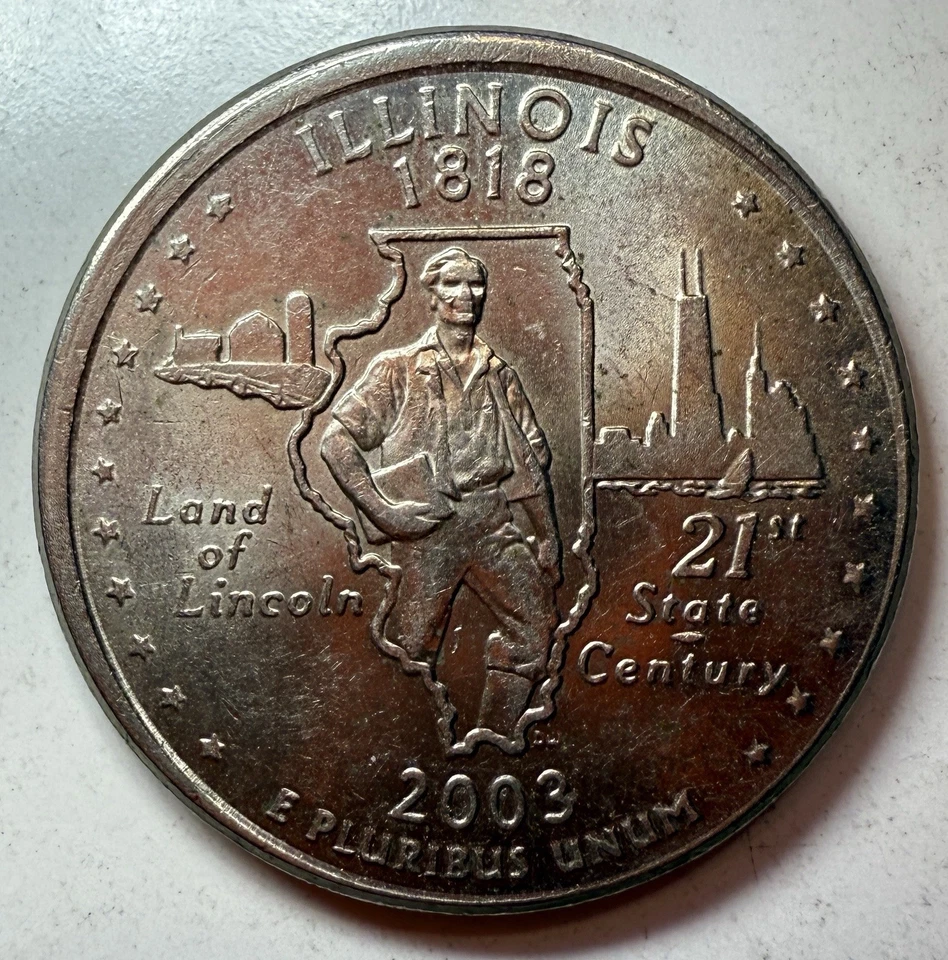 ILLINOIS
1818
Land
of
Lincoln
21st
State
Century
2003
E PLURIBUS UNUM